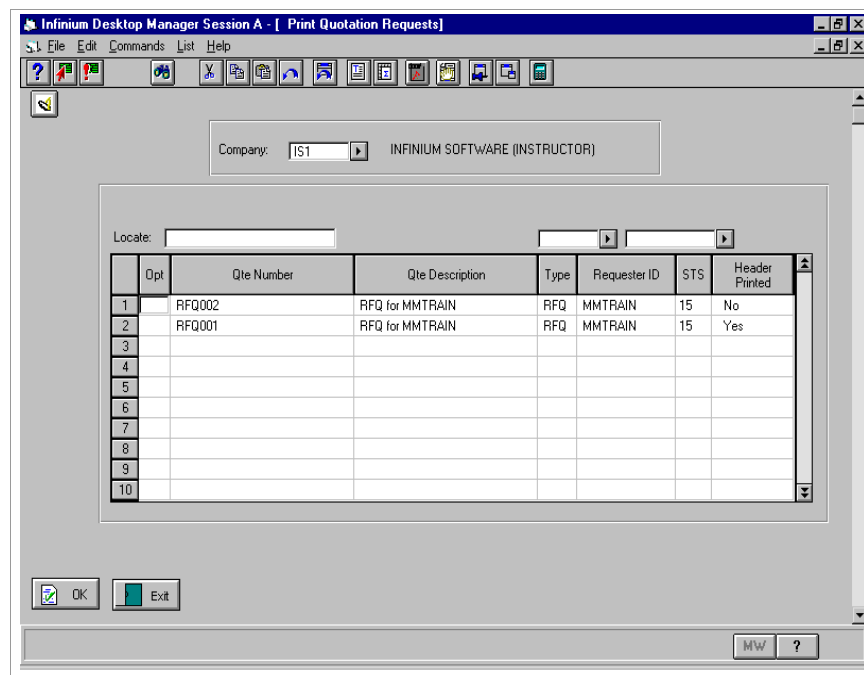 Infinium Desktop Manager Session A - [ Print Quotation Requests]
File Edit Commands List Help
Company: IS1 INFINIUM SOFTWARE (INSTRUCTOR)
Locate:
Opt Qte Number Qte Description Type Requester ID STS Header Printed
1 RFQ002 RFQ for MMTRAIN RFQ MMTRAIN 15 No
2 RFQ001 RFQ for MMTRAIN RFQ MMTRAIN 15 Yes
3
4
5
6
7
8
9
10
OK Exit
MW ?